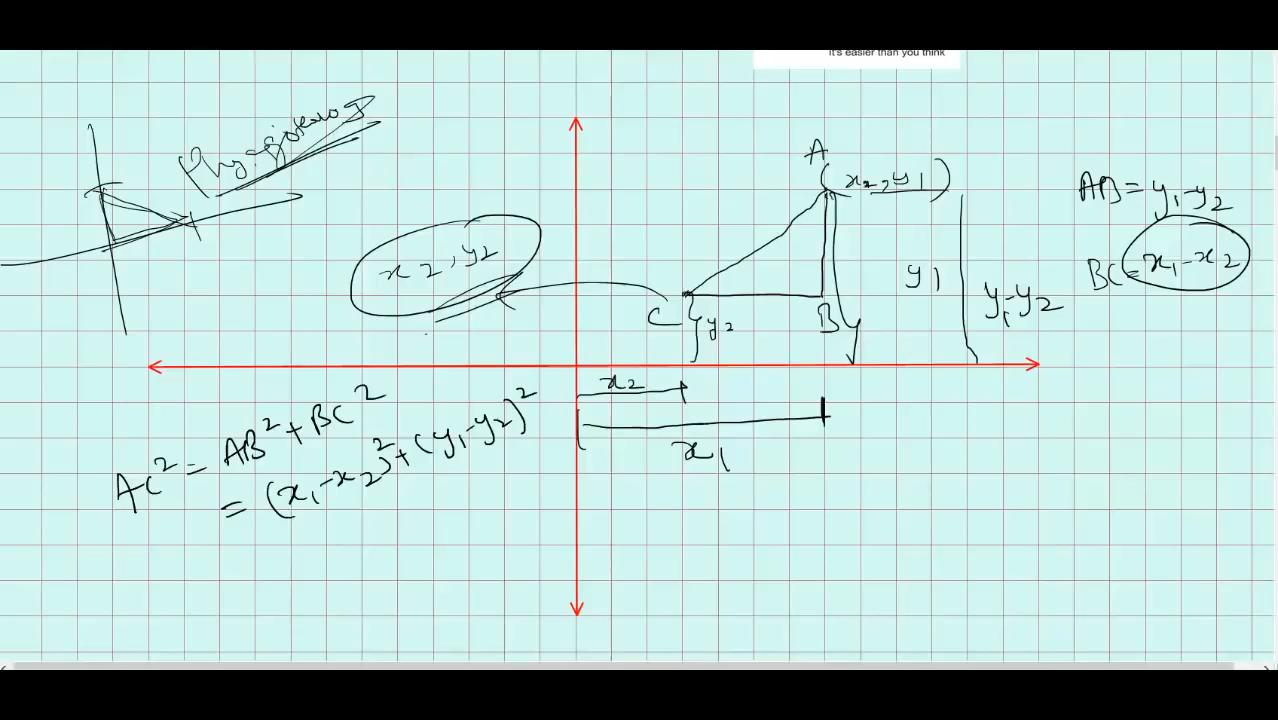 It's easier than you think
A
(x₂, y₁)
AB = y₁-y₂
BC = x₁-x₂
x₂, y₂
y₁
y₁-y₂
C
y₂
B
x₂
x₁
AC² = AB² + BC²
= (x₁-x₂)² + (y₁-y₂)²